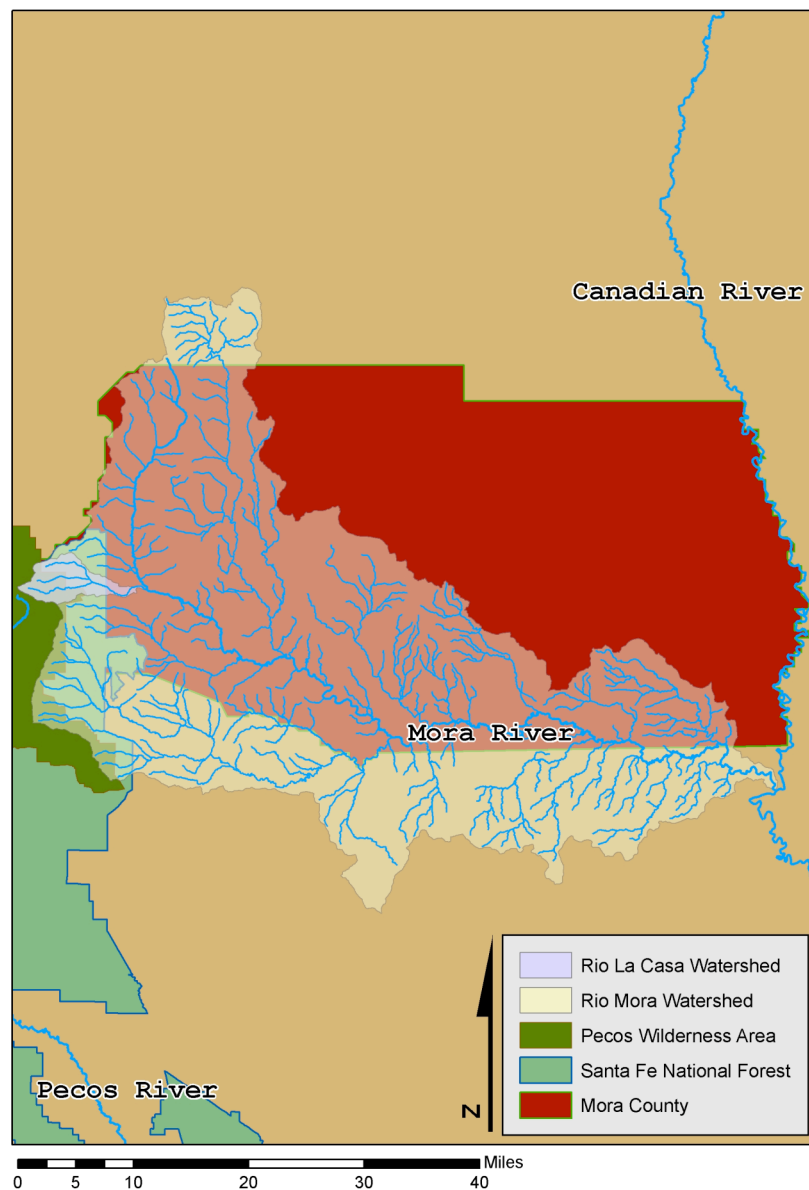 Canadian River
Mora River
Pecos River
Rio La Casa Watershed
Rio Mora Watershed
Pecos Wilderness Area
Santa Fe National Forest
Mora County
N
Miles
0 5 10 20 30 40